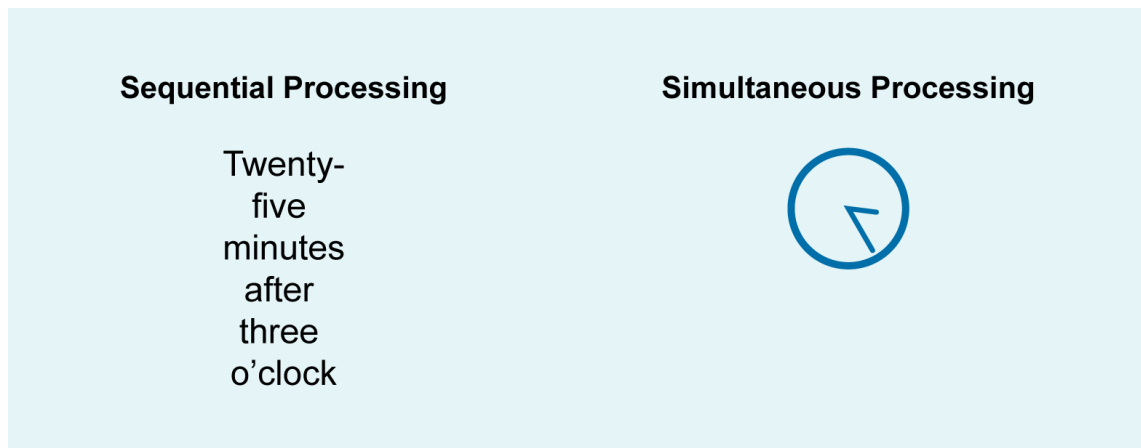 Sequential Processing
Twenty-
five
minutes
after
three
o’clock
Simultaneous Processing